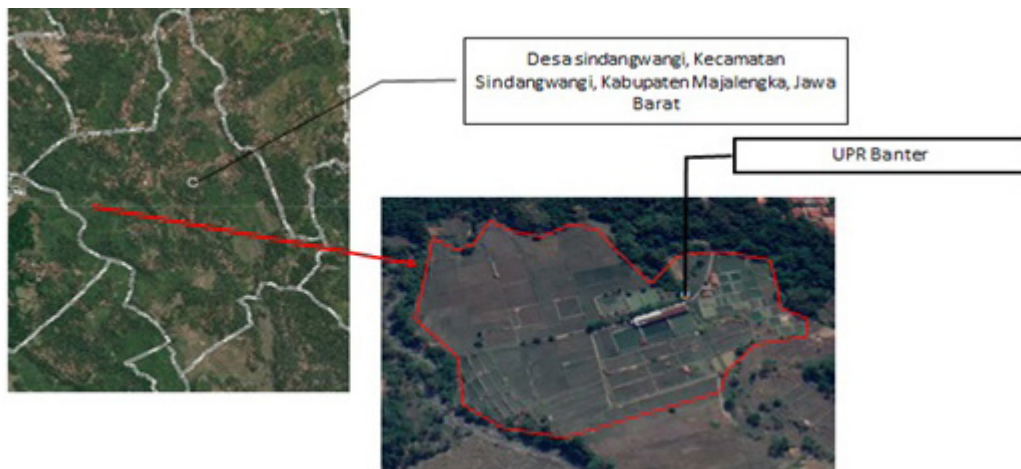 Desa sindangwangi, Kecamatan
Sindangwangi, Kabupaten Majalengka, Jawa
Barat
UPR Banter